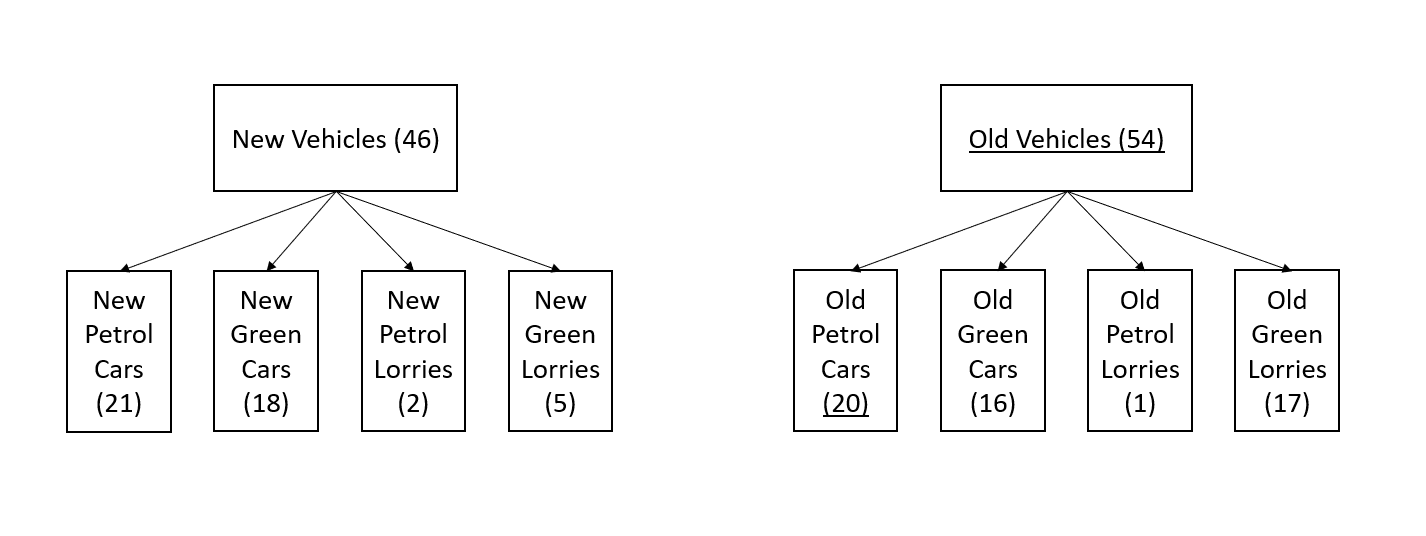 New Vehicles (46)
Old Vehicles (54)
New
Petrol
Cars
(21)
New
Green
Cars
(18)
New
Petrol
Lorries
(2)
New
Green
Lorries
(5)
Old
Petrol
Cars
(20)
Old
Green
Cars
(16)
Old
Petrol
Lorries
(1)
Old
Green
Lorries
(17)